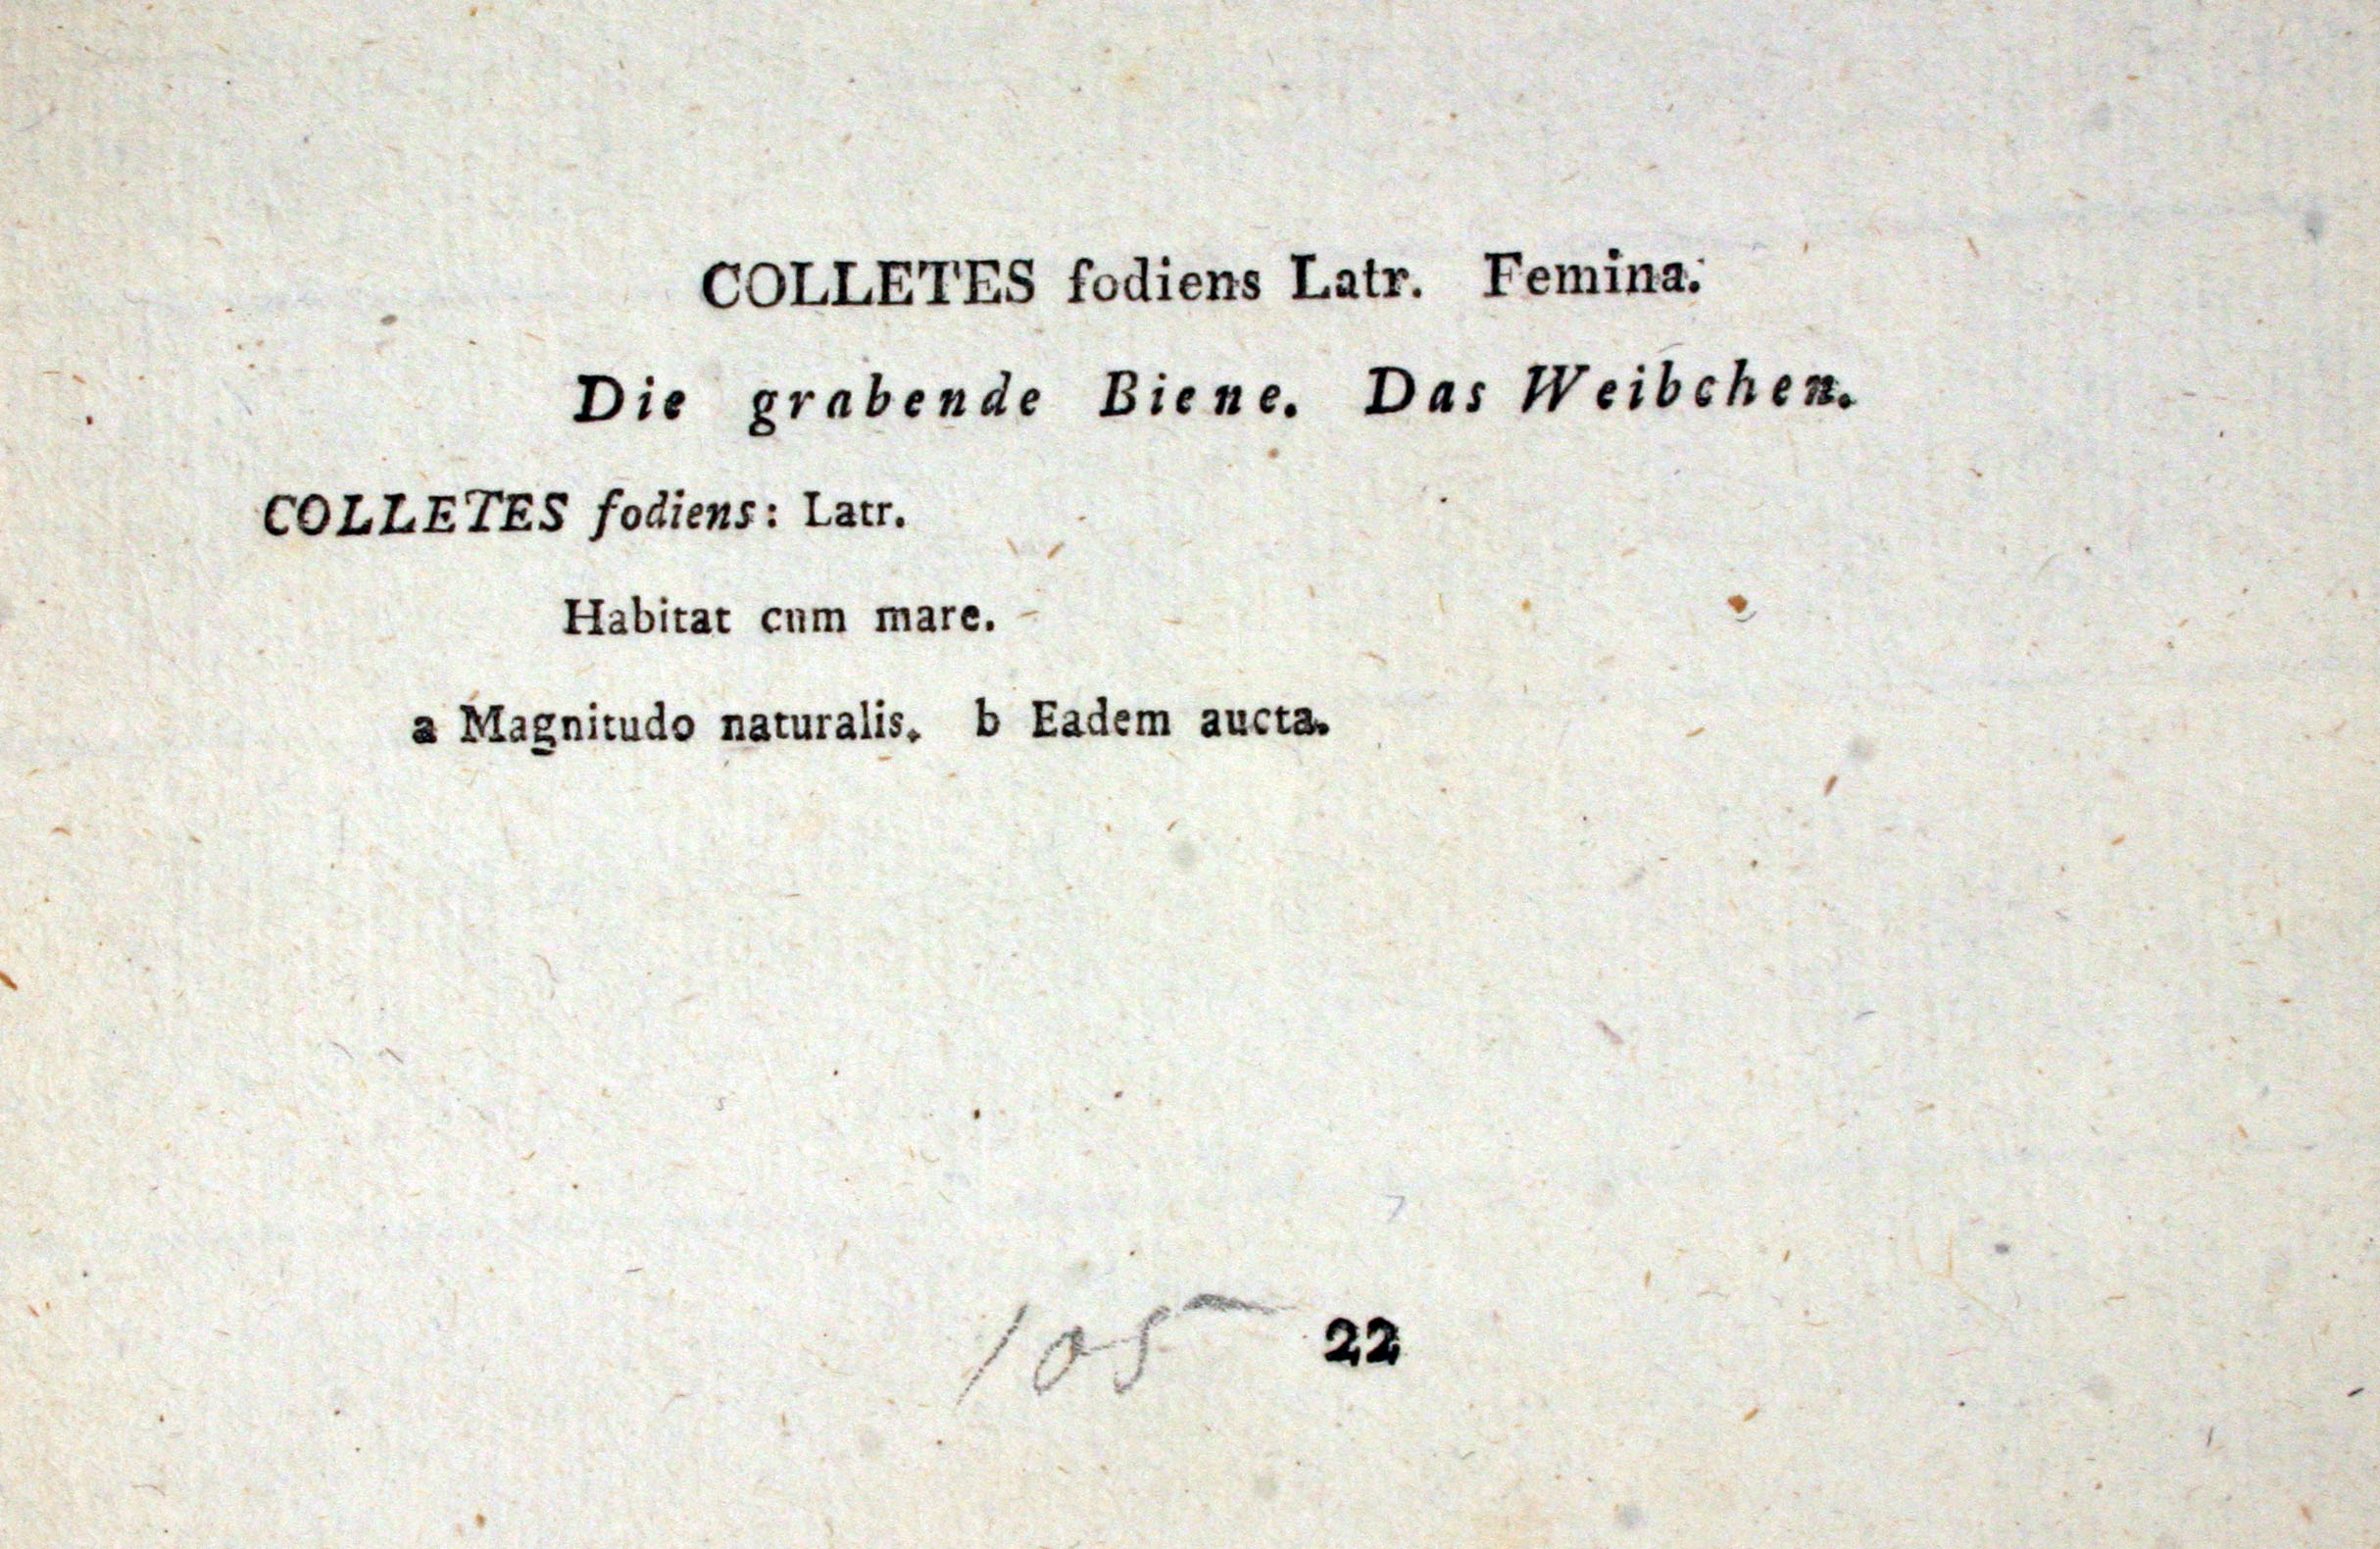 COLLETES fodiens Latr. Femina.
Die grabende Biene. Das Weibchen.
COLLETES fodiens: Latr.
Habitat cum mare.
a Magnitudo naturalis. b Eadem aucta.
105 22